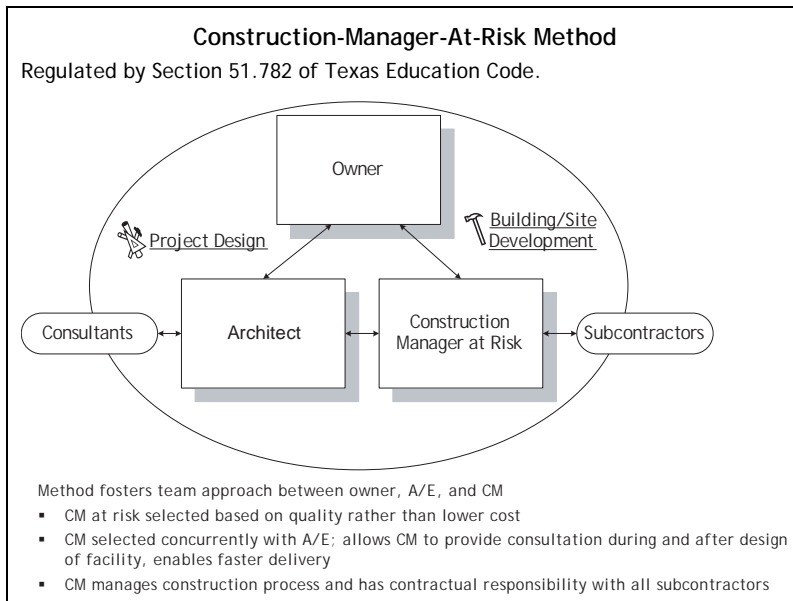 Construction-Manager-At-Risk Method
Regulated by Section 51.782 of Texas Education Code.
Owner
Project Design
Building/Site
Development
Consultants
Architect
Construction
Manager at Risk
Subcontractors
Method fosters team approach between owner, A/E, and CM
▪ CM at risk selected based on quality rather than lower cost
▪ CM selected concurrently with A/E; allows CM to provide consultation during and after design
of facility, enables faster delivery
▪ CM manages construction process and has contractual responsibility with all subcontractors